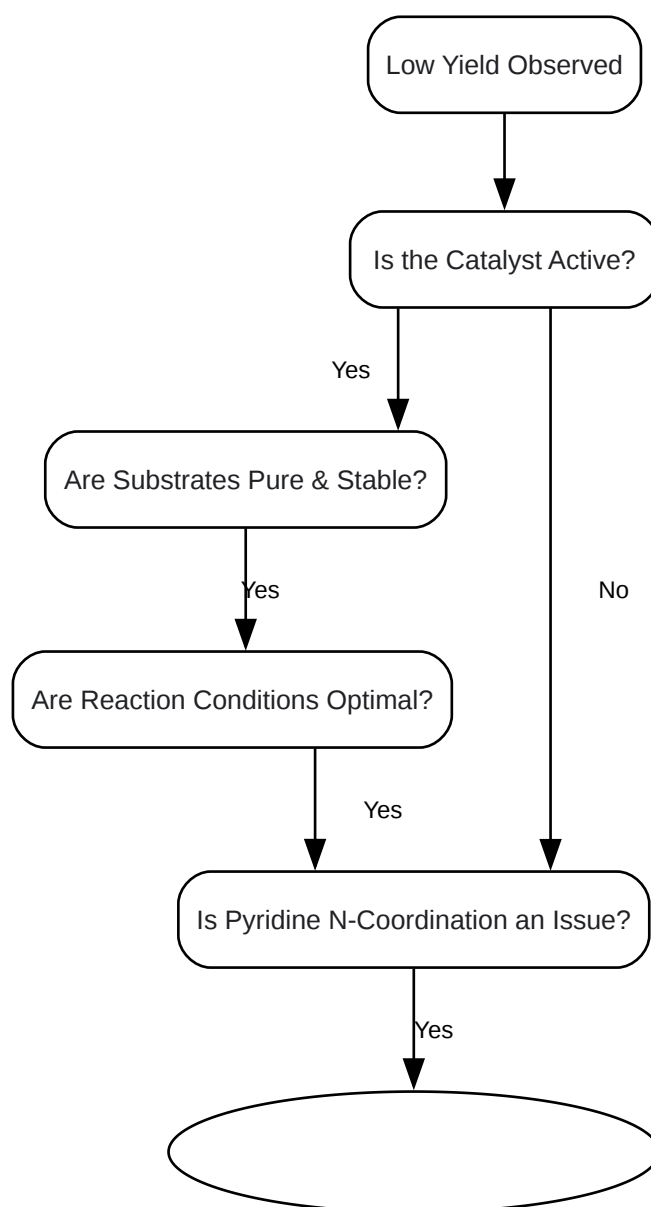 Low Yield Observed
Is the Catalyst Active?
Yes
Are Substrates Pure & Stable?
Yes
No
Are Reaction Conditions Optimal?
Yes
Is Pyridine N-Coordination an Issue?
Yes